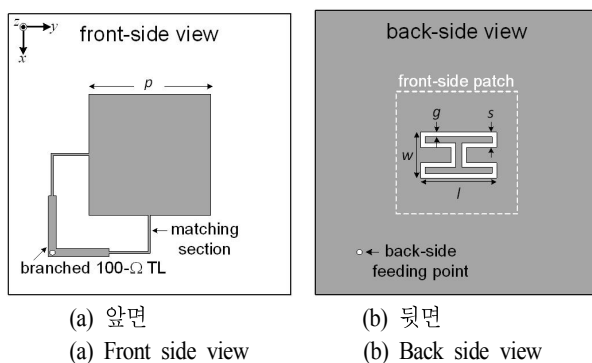 z y
x
front-side view
p
matching
section
branched 100-Ω TL
back-side view
front-side patch
g s
w
l
back-side
feeding point
(a) 앞면
(a) Front side view
(b) 뒷면
(b) Back side view